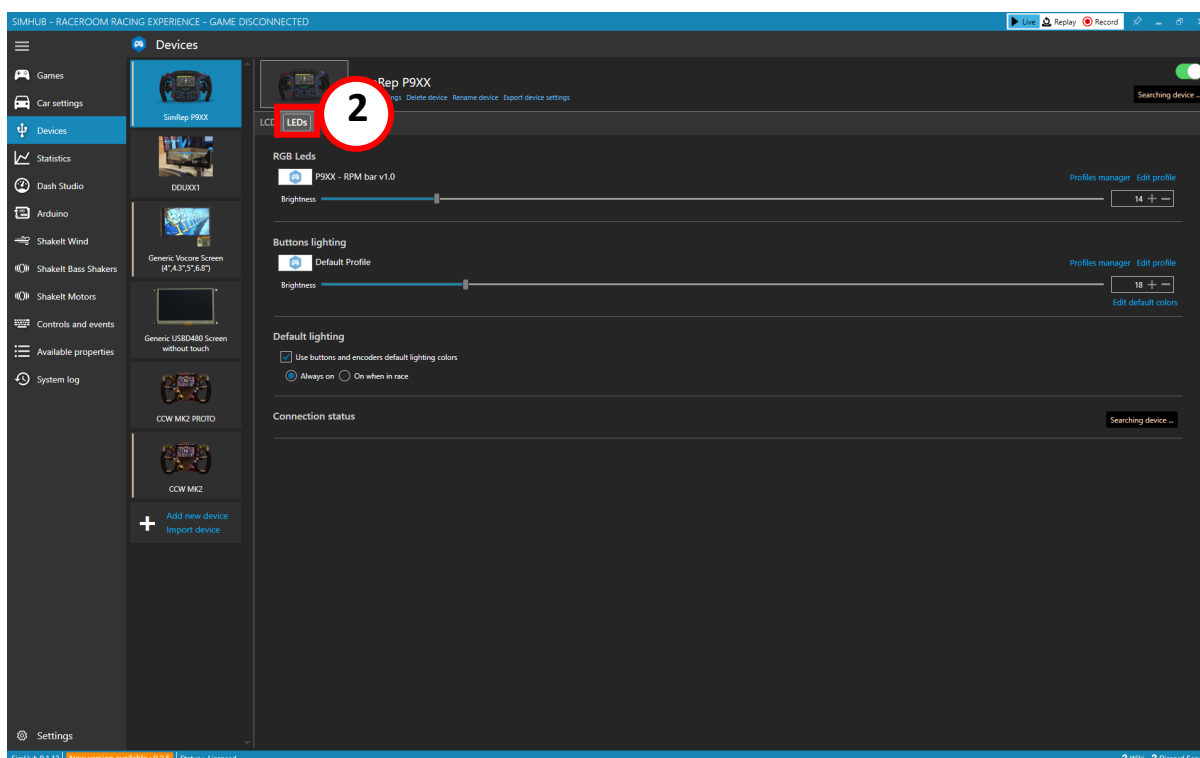 SIMHUB - RACEROOM RACING EXPERIENCE - GAME DISCONNECTED
Live Replay Record
Devices
Games
Car settings
Devices
Statistics
Dash Studio
Arduino
ShakeIt Wind
ShakeIt Bass Shakers
ShakeIt Motors
Controls and events
Available properties
System log
Settings
SimRep P9XX
DDUXX1
Generic Vocore Screen
(4",4.3",5",6.8")
Generic USBD480 Screen
without touch
CCW MK2 PROTO
CCW MK2
Add new device
Import device
Rep P9XX
Delete device Rename device Export device settings
Searching device ..
LEDs
2
RGB Leds
P9XX - RPM bar v1.0
Profiles manager Edit profile
Brightness
14
Buttons lighting
Default Profile
Profiles manager Edit profile
Brightness
18
Edit default colors
Default lighting
Use buttons and encoders default lighting colors
Always on On when in race
Connection status
Searching device ..